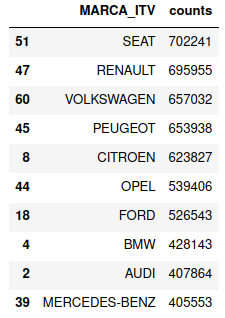 MARCA_ITV counts
51 SEAT 702241
47 RENAULT 695955
60 VOLKSWAGEN 657032
45 PEUGEOT 653938
8 CITROEN 623827
44 OPEL 539406
18 FORD 526543
4 BMW 428143
2 AUDI 407864
39 MERCEDES-BENZ 405553